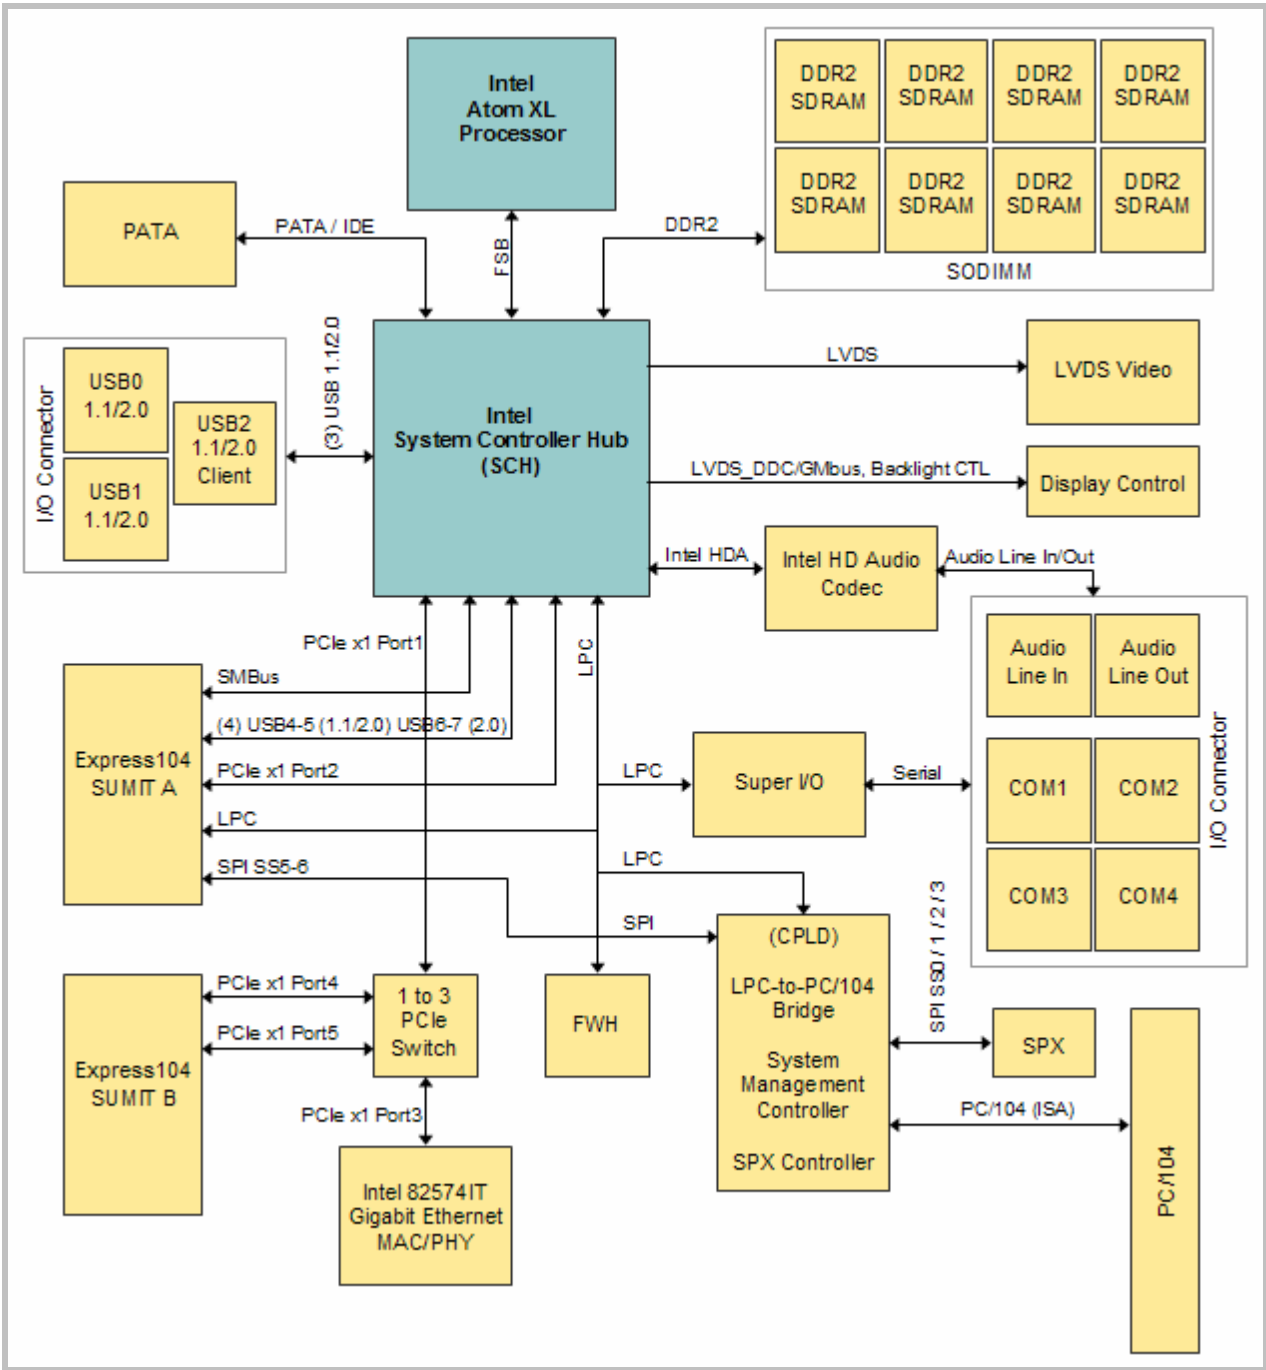 Intel
Atom XL
Processor
DDR2
SDRAM
DDR2
SDRAM
DDR2
SDRAM
DDR2
SDRAM
DDR2
SDRAM
DDR2
SDRAM
DDR2
SDRAM
DDR2
SDRAM
SODIMM
PATA
PATA / IDE
FSB
DDR2
I/O Connector
USB0
1.1/2.0
USB1
1.1/2.0
USB2
1.1/2.0
Client
(3) USB 1.1/2.0
Intel
System Controller Hub
(SCH)
LVDS
LVDS Video
LVDS_DDC/GMbus, Backlight CTL
Display Control
Intel HDA
Intel HD Audio
Codec
Audio Line In/Out
Audio
Line In
Audio
Line Out
COM1
COM2
COM3
COM4
I/O Connector
PCIe x1 Port1
LPC
SMBus
(4) USB4-5 (1.1/2.0) USB6-7 (2.0)
PCIe x1 Port2
LPC
SPI SS5-6
Express104
SUMIT A
LPC
Super I/O
Serial
LPC
SPI
(CPLD)
LPC-to-PC/104
Bridge
System
Management
Controller
SPX Controller
SPI SS0 / 1 / 2 / 3
SPX
PC/104 (ISA)
PC/104
Express104
SUMIT B
PCIe x1 Port4
PCIe x1 Port5
1 to 3
PCIe
Switch
FWH
PCIe x1 Port3
Intel 82574IT
Gigabit Ethernet
MAC/PHY